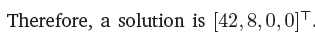 Therefore, a solution is [42, 8, 0, 0]⊤.